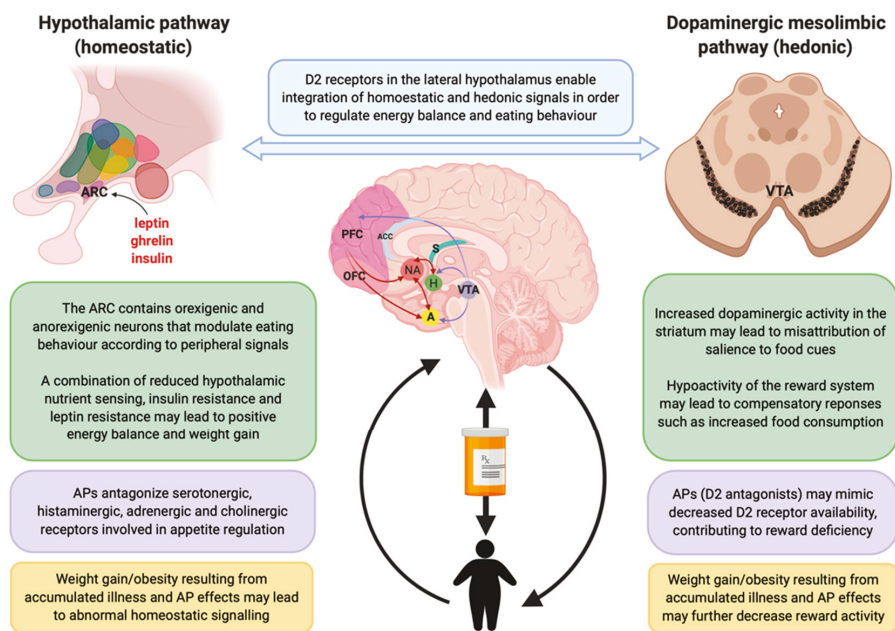 Hypothalamic pathway
(homeostatic)
Dopaminergic mesolimbic
pathway (hedonic)
D2 receptors in the lateral hypothalamus enable
integration of homoestatic and hedonic signals in order
to regulate energy balance and eating behaviour
ARC
leptin
ghrelin
insulin
VTA
PFC
ACC
S
OFC
NA
H
VTA
A
The ARC contains orexigenic and
anorexigenic neurons that modulate eating
behaviour according to peripheral signals
A combination of reduced hypothalamic
nutrient sensing, insulin resistance and
leptin resistance may lead to positive
energy balance and weight gain
Increased dopaminergic activity in the
striatum may lead to misattribution of
salience to food cues
Hypoactivity of the reward system
may lead to compensatory reponses
such as increased food consumption
Rx
APs antagonize serotonergic,
histaminergic, adrenergic and cholinergic
receptors involved in appetite regulation
APs (D2 antagonists) may mimic
decreased D2 receptor availability,
contributing to reward deficiency
Weight gain/obesity resulting from
accumulated illness and AP effects may lead
to abnormal homeostatic signalling
Weight gain/obesity resulting from
accumulated illness and AP effects
may further decrease reward activity